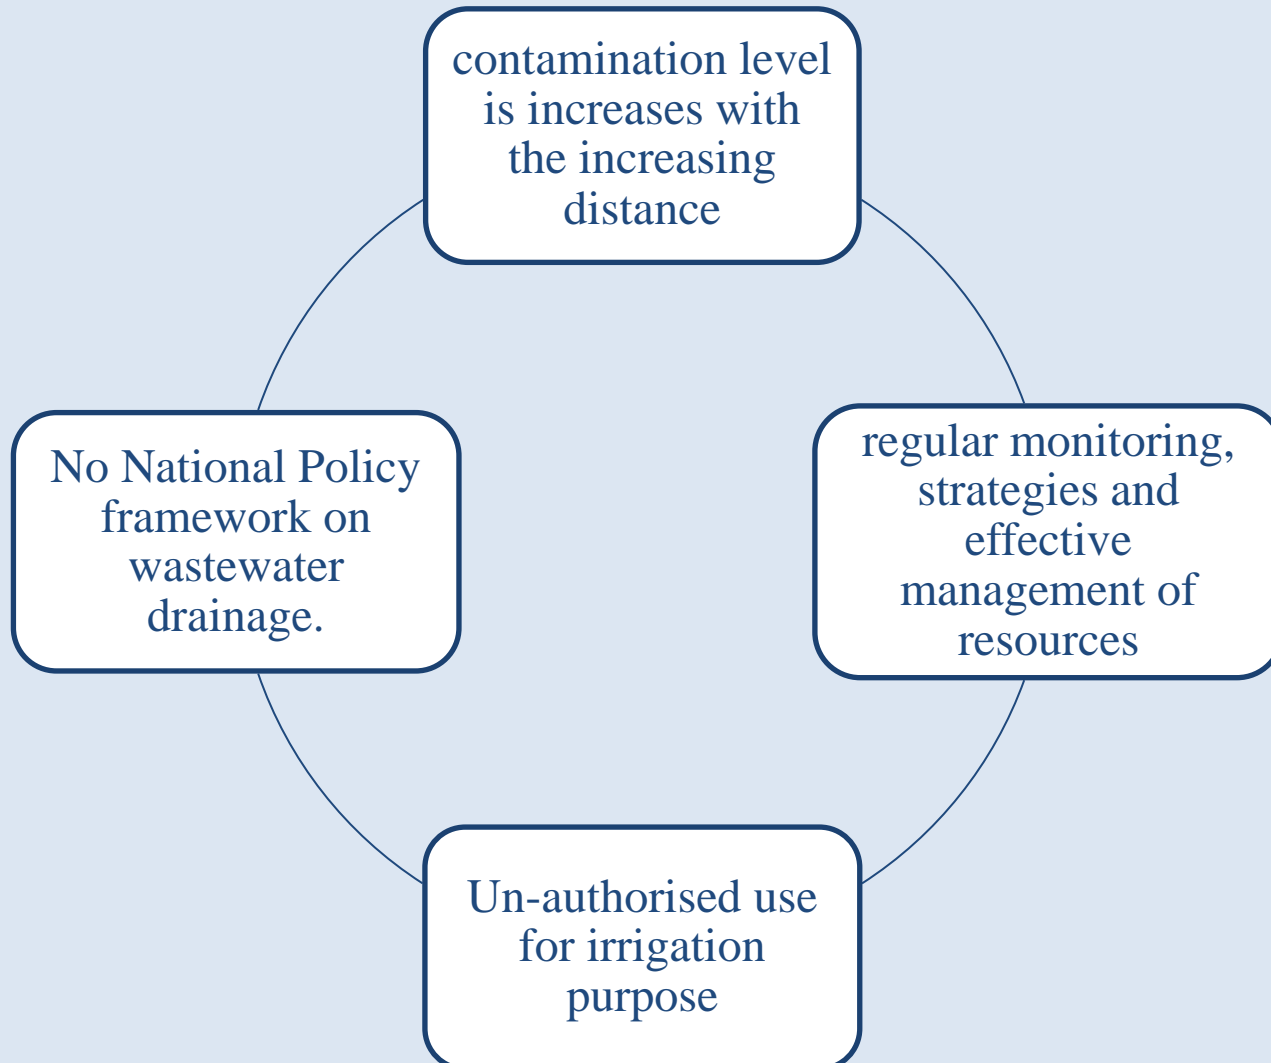 contamination level
is increases with
the increasing
distance
No National Policy
framework on
wastewater
drainage.
regular monitoring,
strategies and
effective
management of
resources
Un-authorised use
for irrigation
purpose